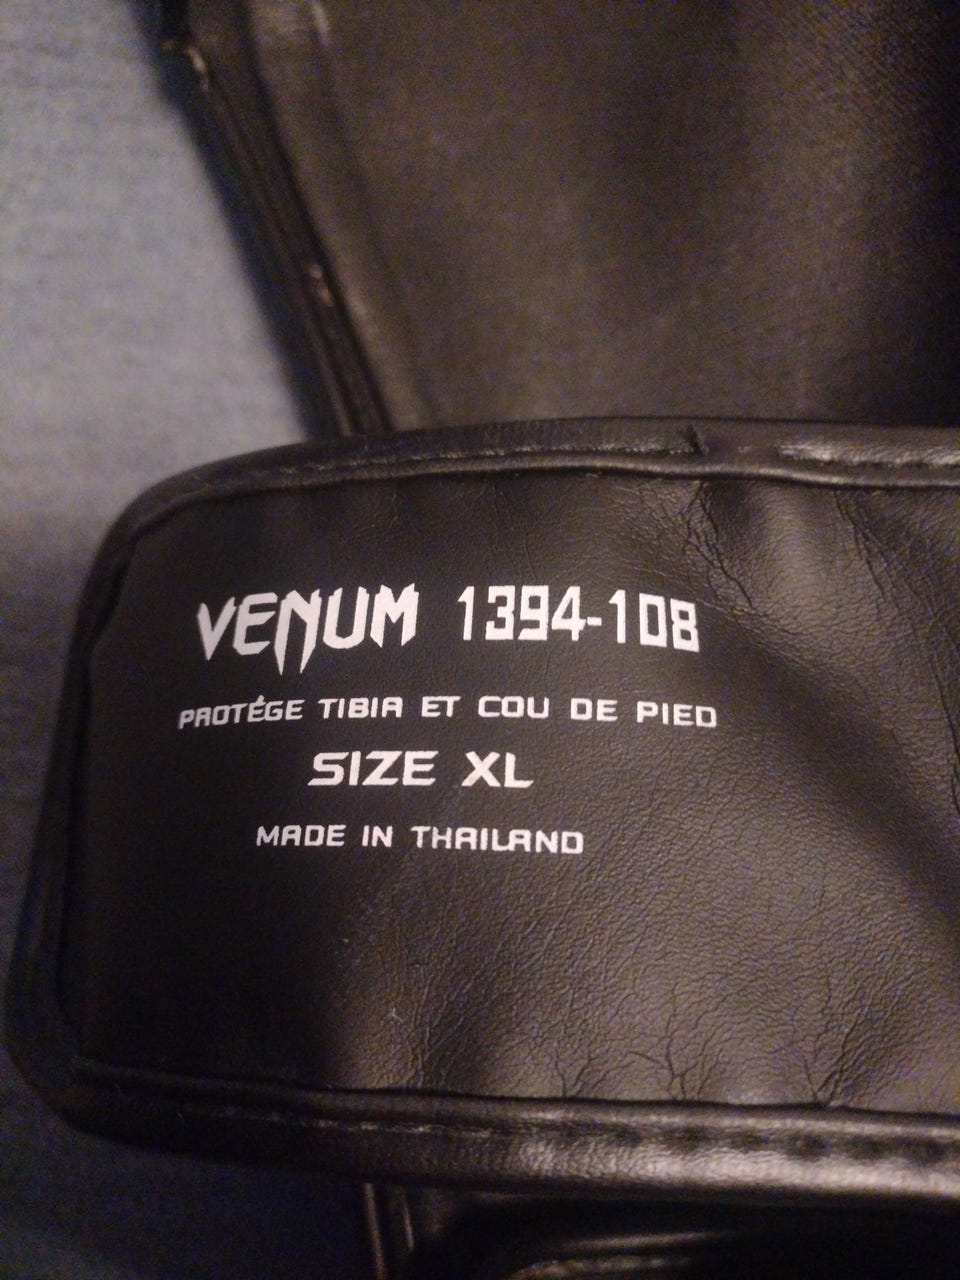 VENUM 1394-108
PROTÉGE TIBIA ET COU DE PIED
SIZE XL
MADE IN THAILAND